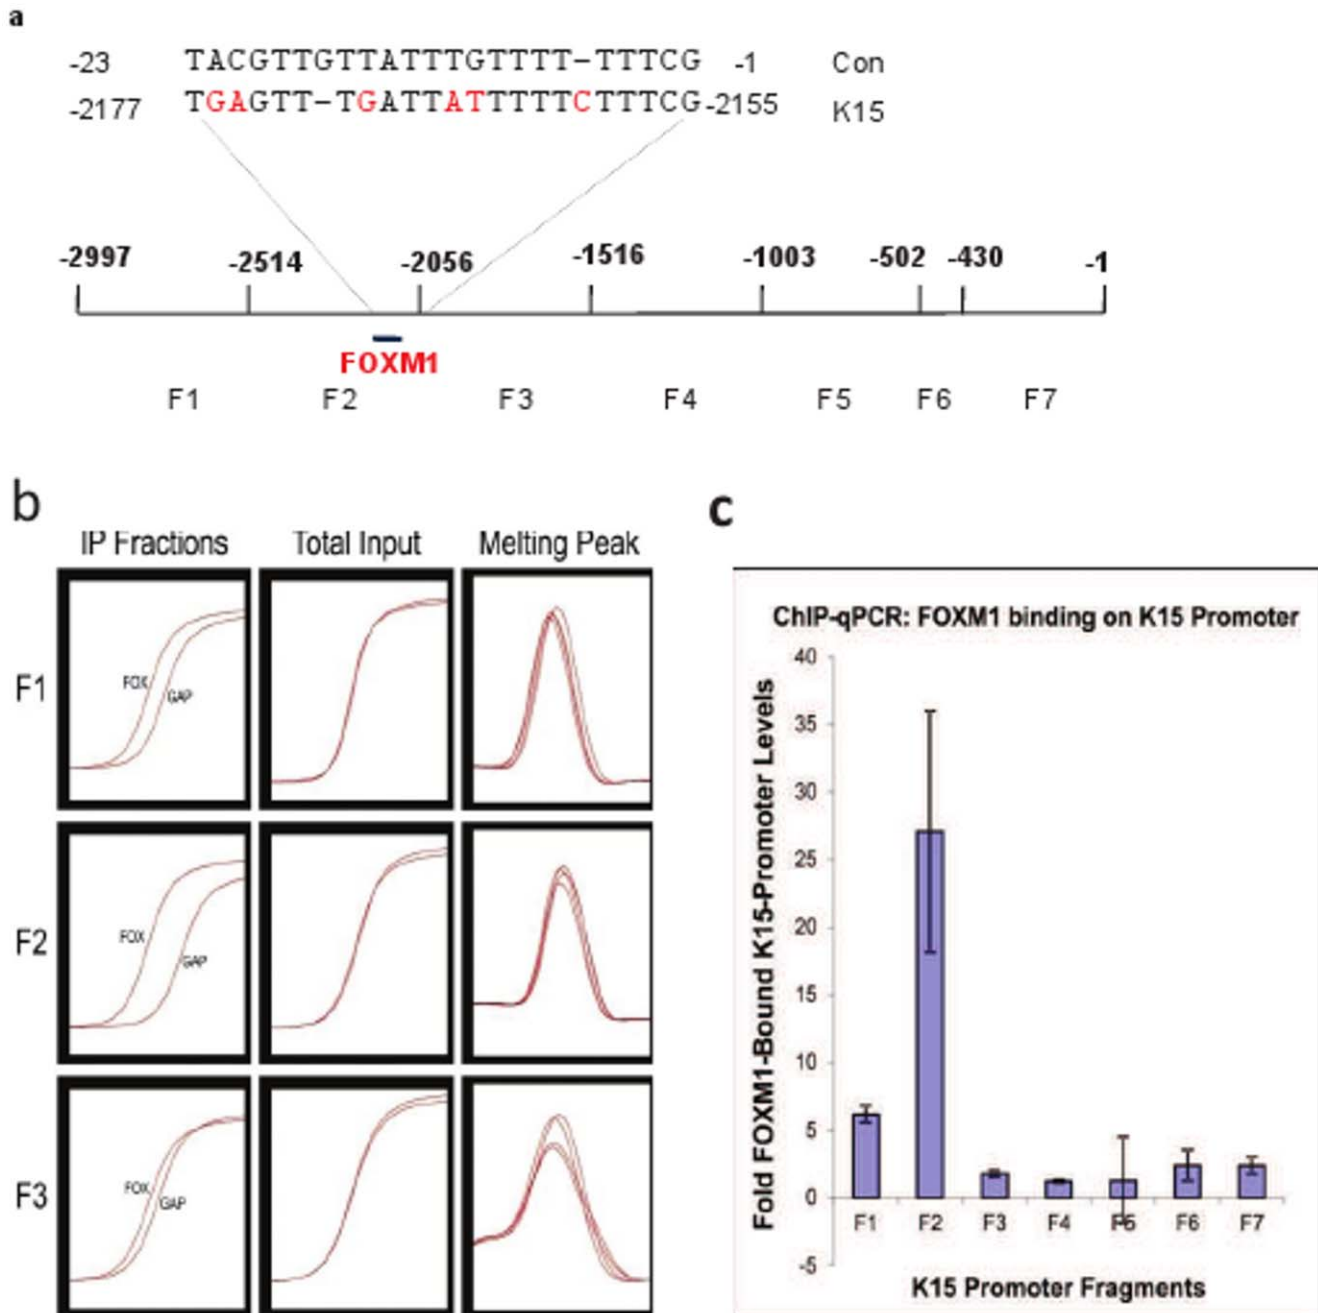 a
-23 TACGTTGTTATTTGTTTT-TTTCG -1 Con
-2177 TGAGTT-TGATTATTTTTCTTTCG-2155 K15
-2997 -2514 -2056 -1516 -1003 -502 -430 -1
FOXM1
F1 F2 F3 F4 F5 F6 F7
b
IP Fractions Total Input Melting Peak
F1
FOX
GAP
F2
FOX
GAP
F3
FOX
GAP
c
ChIP-qPCR: FOXM1 binding on K15 Promoter
Fold FOXM1-Bound K15-Promoter Levels
40
35
30
25
20
15
10
5
0
-5
F1 F2 F3 F4 F5 F6 F7
K15 Promoter Fragments